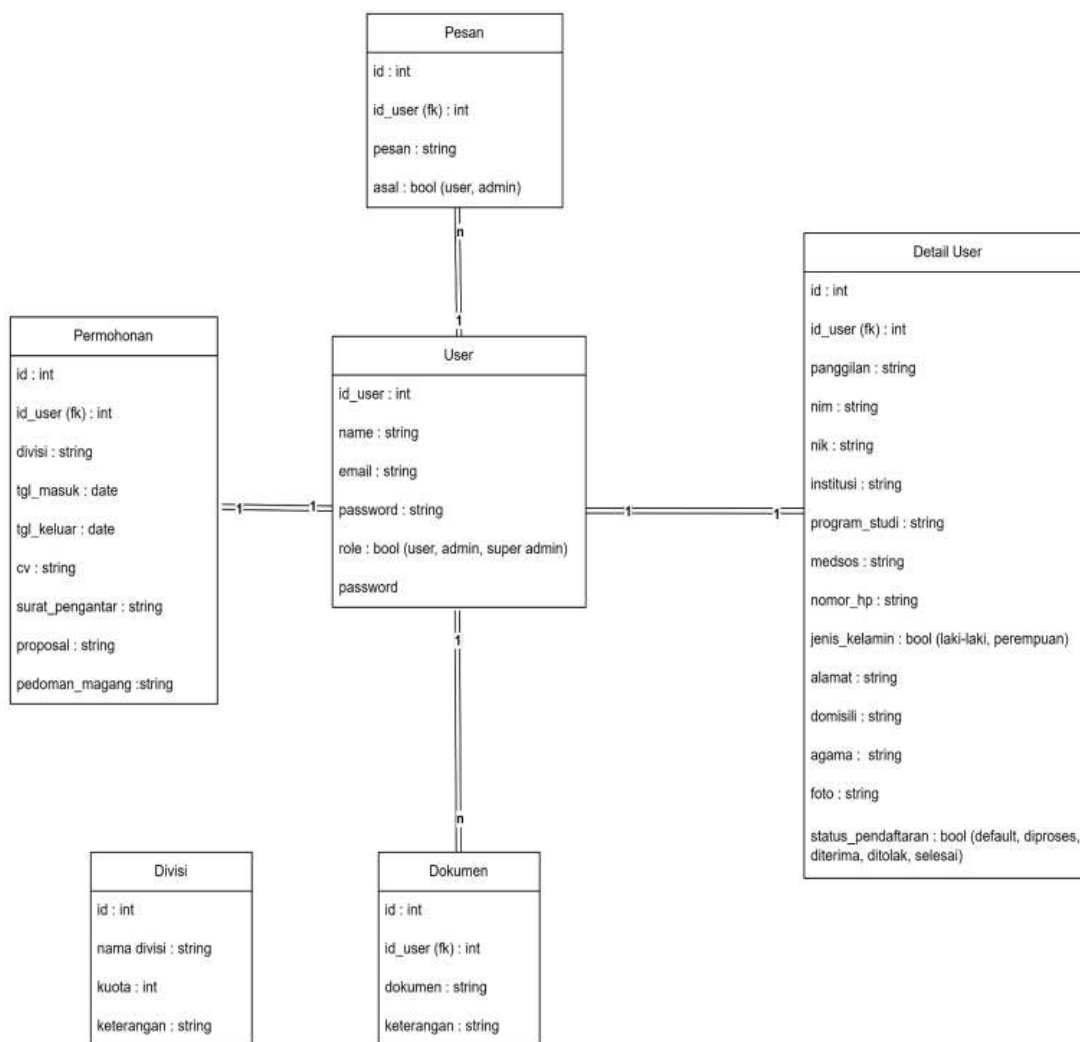 Pesan
id : int
id_user (fk) : int
pesan : string
asal : bool (user, admin)
n
1
Permohonan
id : int
id_user (fk) : int
divisi : string
tgl_masuk : date
tgl_keluar : date
cv : string
surat_pengantar : string
proposal : string
pedoman_magang :string
1
1
User
id_user : int
name : string
email : string
password : string
role : bool (user, admin, super admin)
password
1
1
Detail User
id : int
id_user (fk) : int
panggilan : string
nim : string
nik : string
institusi : string
program_studi : string
medsos : string
nomor_hp : string
jenis_kelamin : bool (laki-laki, perempuan)
alamat : string
domisili : string
agama : string
foto : string
status_pendaftaran : bool (default, diproses,
diterima, ditolak, selesai)
1
n
Divisi
id : int
nama divisi : string
kuota : int
keterangan : string
Dokumen
id : int
id_user (fk) : int
dokumen : string
keterangan : string